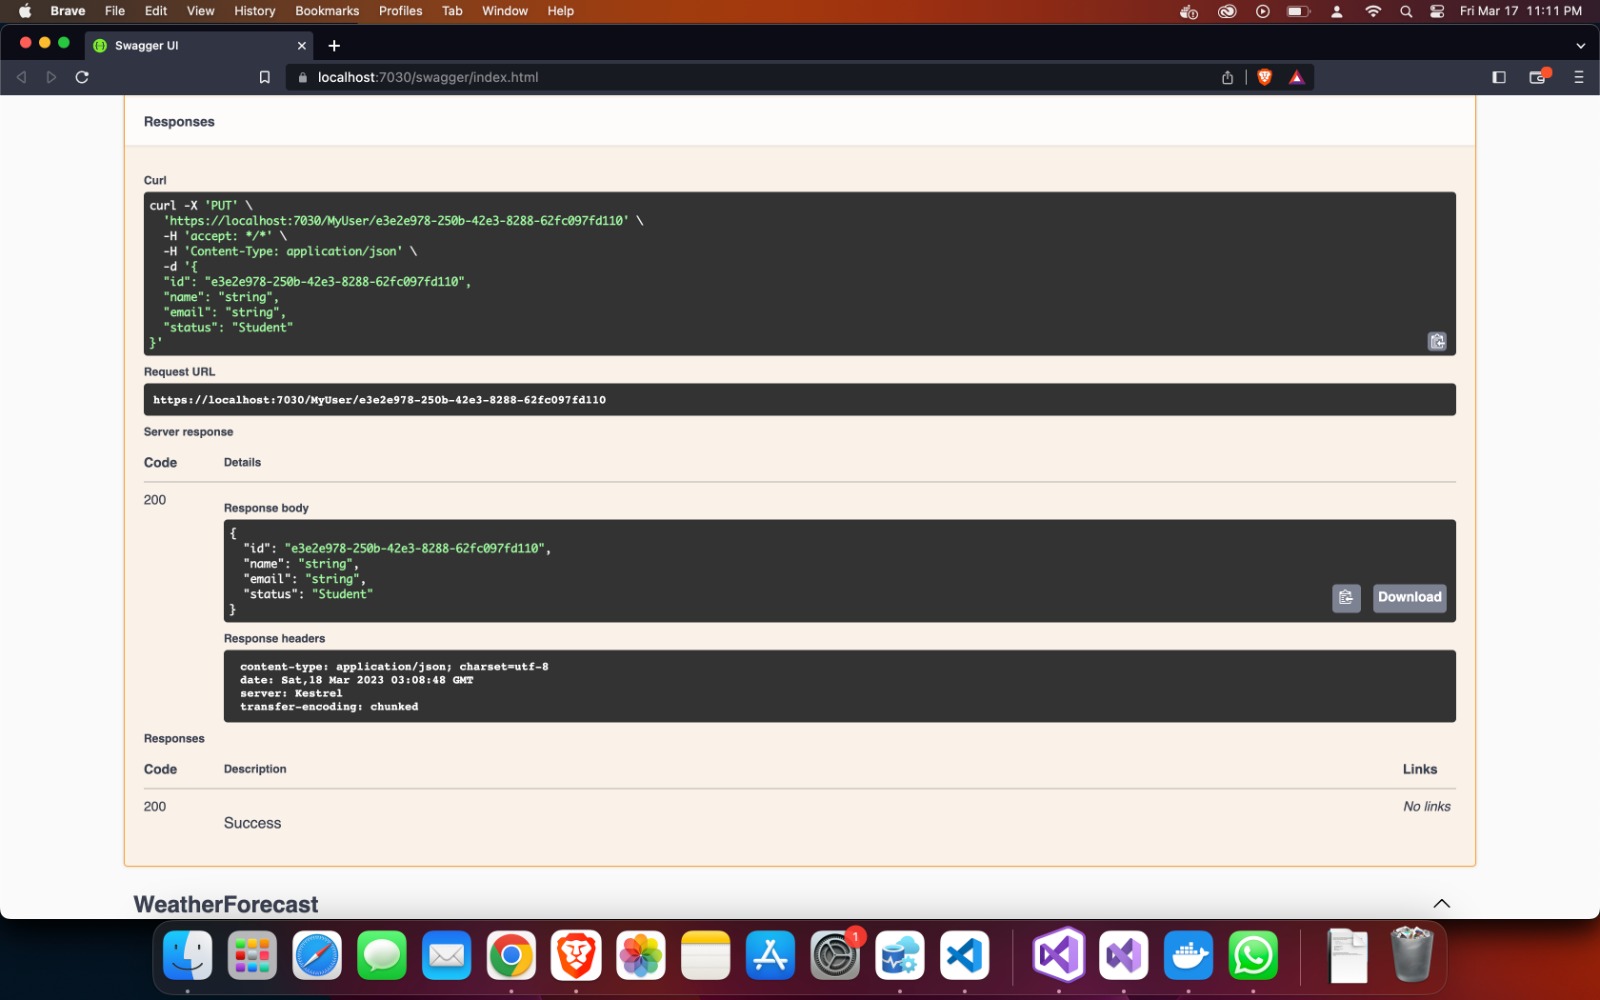 Brave File Edit View History Bookmarks Profiles Tab Window Help Fri Mar 17 11:11 PM
Swagger UI
localhost:7030/swagger/index.html
Responses
Curl
curl -X 'PUT' \
'https://localhost:7030/MyUser/e3e2e978-250b-42e3-8288-62fc097fd110' \
-H 'accept: */*' \
-H 'Content-Type: application/json' \
-d '{
"id": "e3e2e978-250b-42e3-8288-62fc097fd110",
"name": "string",
"email": "string",
"status": "Student"
}'
Request URL
https://localhost:7030/MyUser/e3e2e978-250b-42e3-8288-62fc097fd110
Server response
Code Details
200
Response body
{
"id": "e3e2e978-250b-42e3-8288-62fc097fd110",
"name": "string",
"email": "string",
"status": "Student"
}
Download
Response headers
content-type: application/json; charset=utf-8
date: Sat,18 Mar 2023 03:08:48 GMT
server: Kestrel
transfer-encoding: chunked
Responses
Code Description Links
200 No links
Success
WeatherForecast
1